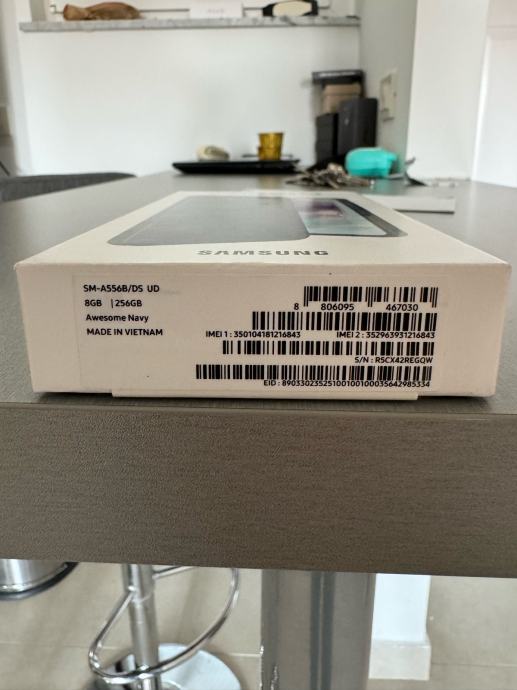 SAMSUNG
SM-A556B/DS UD
8GB | 256GB
Awesome Navy
MADE IN VIETNAM
8 806095 467030
IMEI 1 : 350104181216843
IMEI 2 : 352963931216843
S/N : R5CX42REGQW
EID : 89033023525100100100035642985334